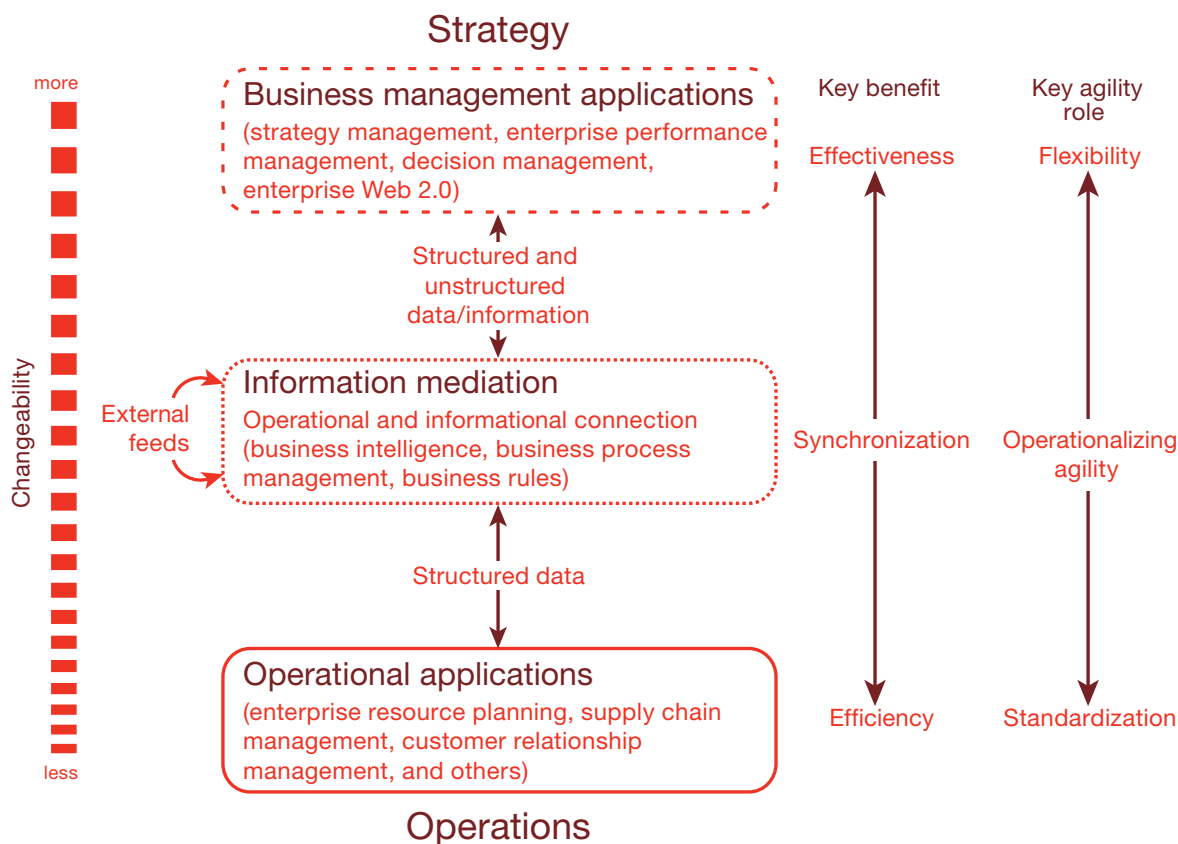 Strategy
more
Business management applications
(strategy management, enterprise performance
management, decision management,
enterprise Web 2.0)
Key benefit
Key agility
role
Effectiveness
Flexibility
Structured and
unstructured
data/information
Changeability
External
feeds
Information mediation
Operational and informational connection
(business intelligence, business process
management, business rules)
Synchronization
Operationalizing
agility
Structured data
Operational applications
(enterprise resource planning, supply chain
management, customer relationship
management, and others)
Efficiency
Standardization
less
Operations